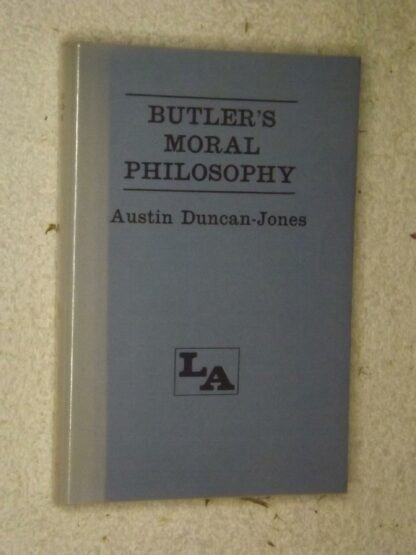 BUTLER'S
MORAL
PHILOSOPHY
Austin Duncan-Jones
LA